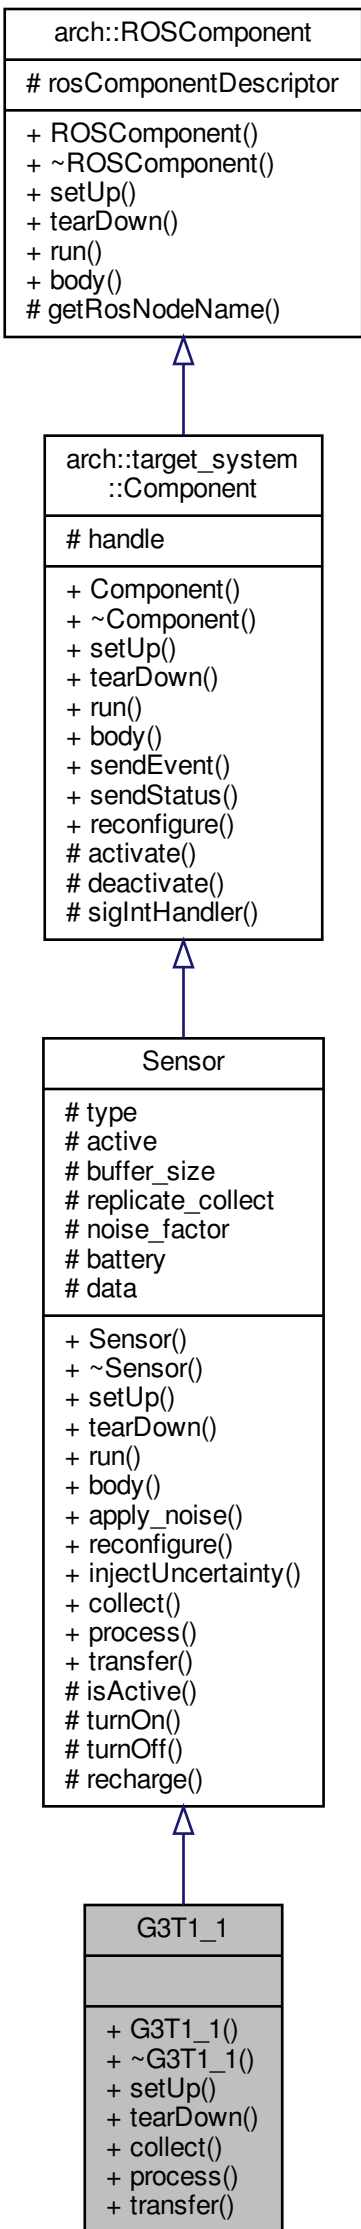 arch::ROSComponent
# rosComponentDescriptor
+ ROSComponent()
+ ~ROSComponent()
+ setUp()
+ tearDown()
+ run()
+ body()
# getRosNodeName()
arch::target_system
::Component
# handle
+ Component()
+ ~Component()
+ setUp()
+ tearDown()
+ run()
+ body()
+ sendEvent()
+ sendStatus()
+ reconfigure()
# activate()
# deactivate()
# sigIntHandler()
Sensor
# type
# active
# buffer_size
# replicate_collect
# noise_factor
# battery
# data
+ Sensor()
+ ~Sensor()
+ setUp()
+ tearDown()
+ run()
+ body()
+ apply_noise()
+ reconfigure()
+ injectUncertainty()
+ collect()
+ process()
+ transfer()
# isActive()
# turnOn()
# turnOff()
# recharge()
G3T1_1
+ G3T1_1()
+ ~G3T1_1()
+ setUp()
+ tearDown()
+ collect()
+ process()
+ transfer()